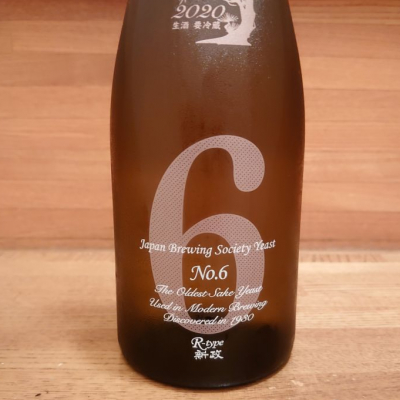 2020
生酒 要冷蔵
6
Japan Brewing Society Yeast
No.6
The Oldest Sake Yeast
Used in Modern Brewing
Discovered in 1930
R-type
新政